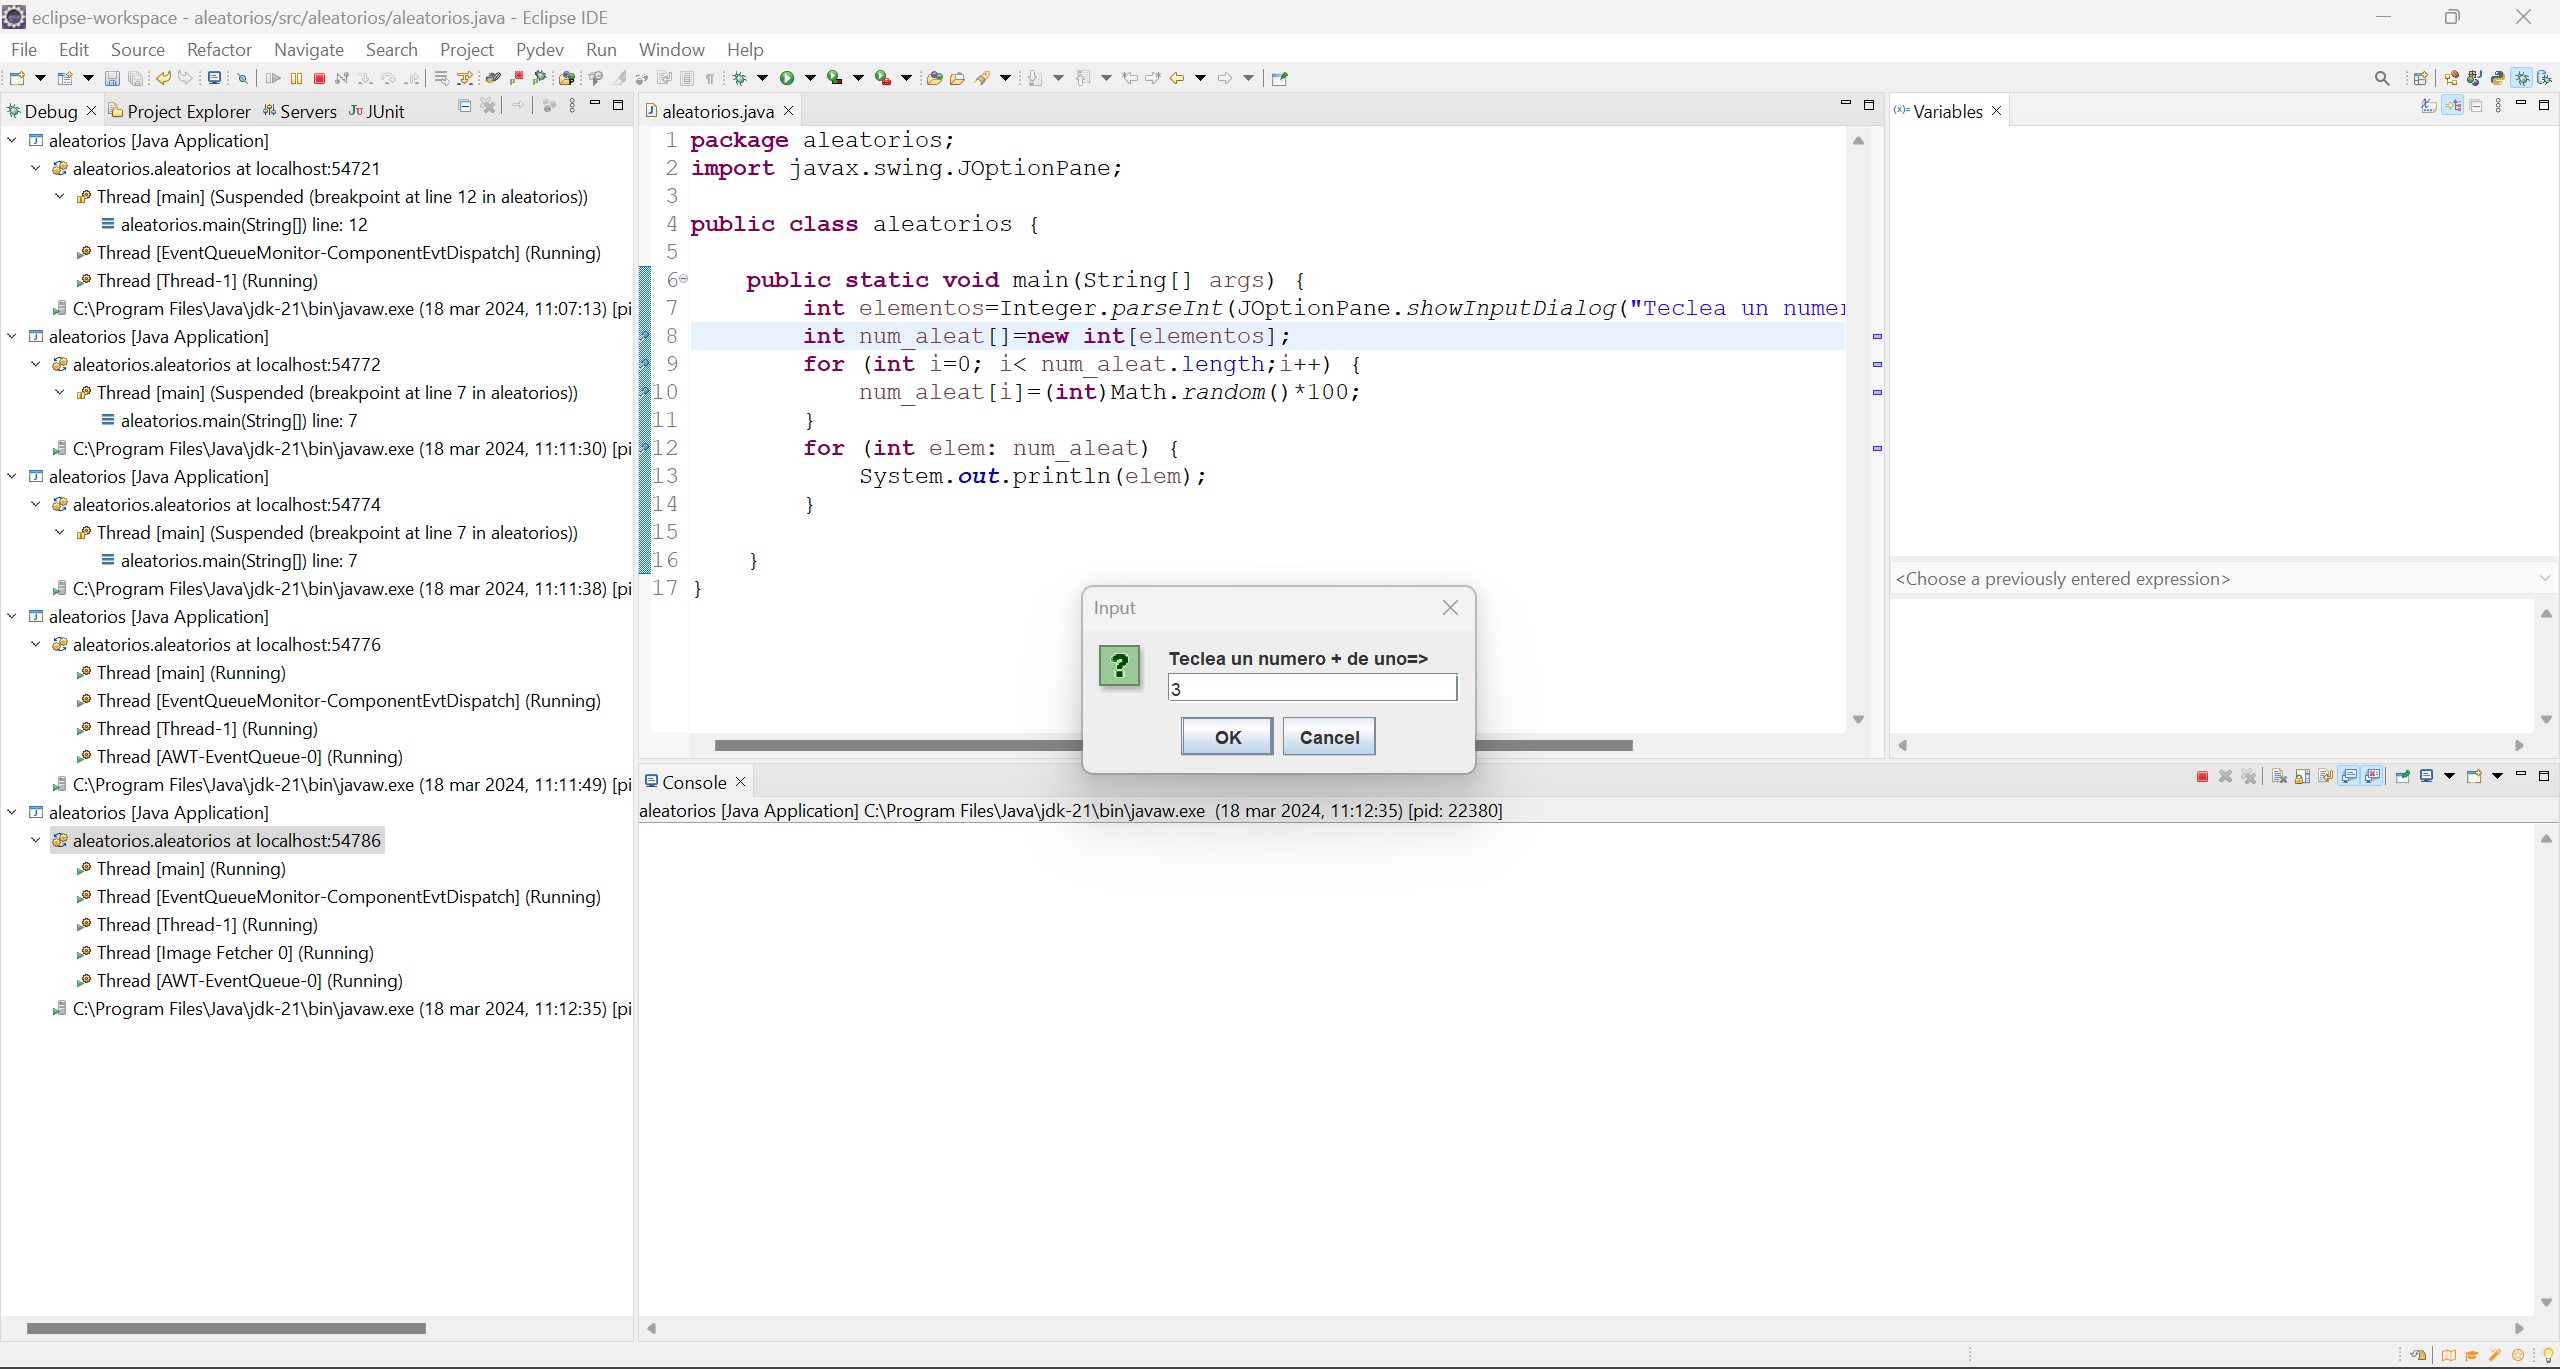 eclipse-workspace - aleatorios/src/aleatorios/aleatorios.java - Eclipse IDE
File Edit Source Refactor Navigate Search Project Pydev Run Window Help
Debug Project Explorer Servers JUnit
aleatorios [Java Application]
aleatorios.aleatorios at localhost:54721
Thread [main] (Suspended (breakpoint at line 12 in aleatorios))
aleatorios.main(String[]) line: 12
Thread [EventQueueMonitor-ComponentEvtDispatch] (Running)
Thread [Thread-1] (Running)
C:\Program Files\Java\jdk-21\bin\javaw.exe (18 mar 2024, 11:07:13) [pi
aleatorios [Java Application]
aleatorios.aleatorios at localhost:54772
Thread [main] (Suspended (breakpoint at line 7 in aleatorios))
aleatorios.main(String[]) line: 7
C:\Program Files\Java\jdk-21\bin\javaw.exe (18 mar 2024, 11:11:30) [pi
aleatorios [Java Application]
aleatorios.aleatorios at localhost:54774
Thread [main] (Suspended (breakpoint at line 7 in aleatorios))
aleatorios.main(String[]) line: 7
C:\Program Files\Java\jdk-21\bin\javaw.exe (18 mar 2024, 11:11:38) [pi
aleatorios [Java Application]
aleatorios.aleatorios at localhost:54776
Thread [main] (Running)
Thread [EventQueueMonitor-ComponentEvtDispatch] (Running)
Thread [Thread-1] (Running)
Thread [AWT-EventQueue-0] (Running)
C:\Program Files\Java\jdk-21\bin\javaw.exe (18 mar 2024, 11:11:49) [pi
aleatorios [Java Application]
aleatorios.aleatorios at localhost:54786
Thread [main] (Running)
Thread [EventQueueMonitor-ComponentEvtDispatch] (Running)
Thread [Thread-1] (Running)
Thread [Image Fetcher 0] (Running)
Thread [AWT-EventQueue-0] (Running)
C:\Program Files\Java\jdk-21\bin\javaw.exe (18 mar 2024, 11:12:35) [pi
aleatorios.java
1 package aleatorios;
2 import javax.swing.JOptionPane;
3
4 public class aleatorios {
5
6 public static void main(String[] args) {
7 int elementos=Integer.parseInt(JOptionPane.showInputDialog("Teclea un numer
8 int num_aleat[]=new int[elementos];
9 for (int i=0; i< num_aleat.length;i++) {
10 num_aleat[i]=(int)Math.random()*100;
11 }
12 for (int elem: num_aleat) {
13 System.out.println(elem);
14 }
15
16 }
17 }
Input
Teclea un numero + de uno=>
3
OK Cancel
(x)= Variables
<Choose a previously entered expression>
Console
aleatorios [Java Application] C:\Program Files\Java\jdk-21\bin\javaw.exe (18 mar 2024, 11:12:35) [pid: 22380]